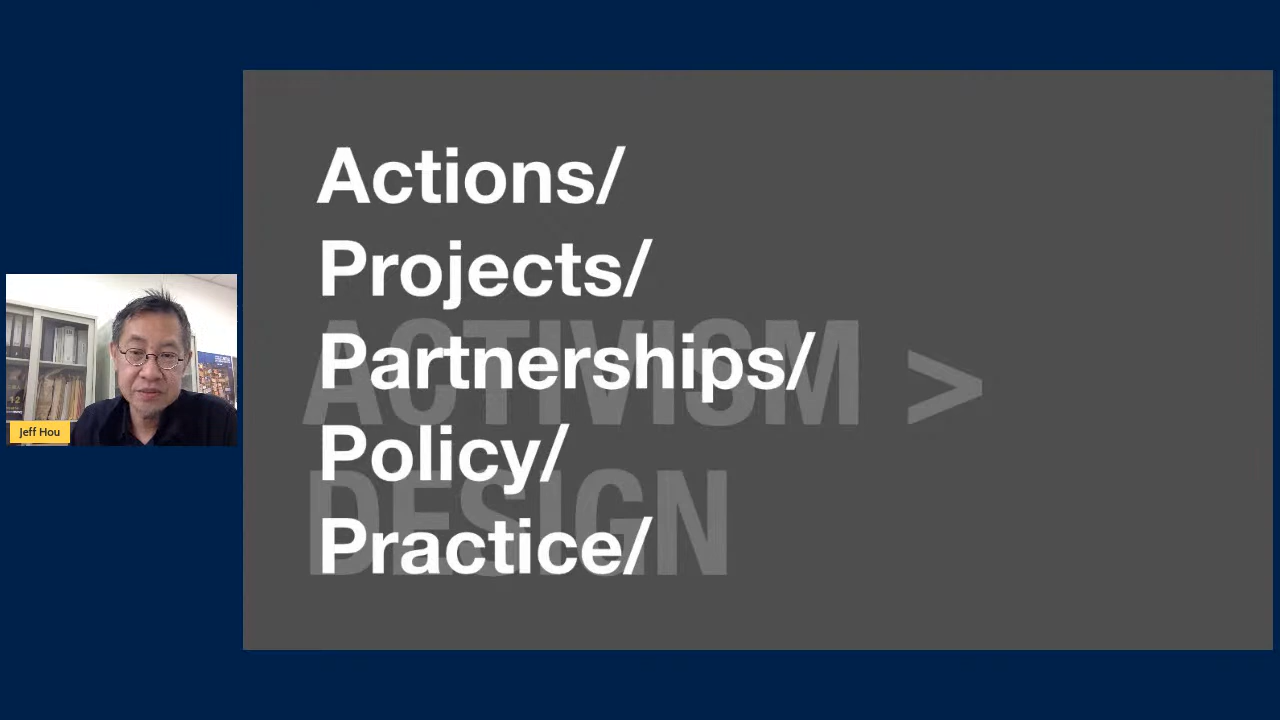 Actions/
Projects/
Partnerships/
Policy/
Practice/
ACTIVISM >
DESIGN
Jeff Hou